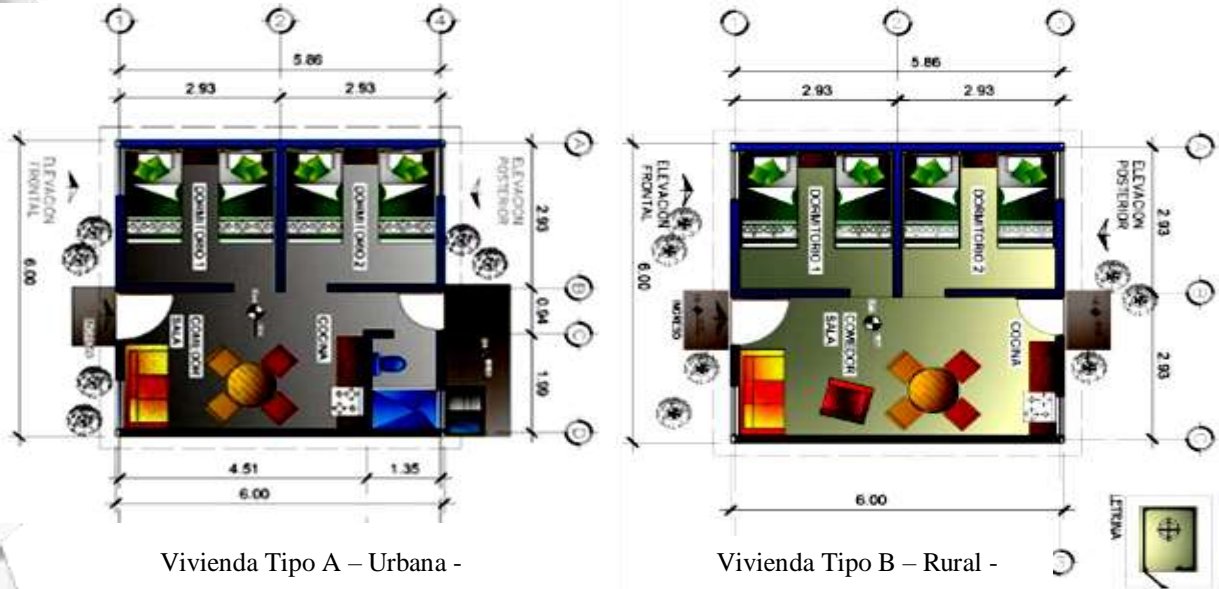 1
2
4
5.86
2.93
2.93
A
B
C
D
ELEVACION
FRONTAL
ELEVACION
POSTERIOR
DORMITORIO 1
DORMITORIO 2
6.00
2.93
0.94
1.99
INGRESO
SALA
COMEDOR
COCINA
4.51
1.35
6.00
Vivienda Tipo A – Urbana -
1
2
3
5.86
2.93
2.93
A
ELEVACION
FRONTAL
ELEVACION
POSTERIOR
DORMITORIO 1
DORMITORIO 2
6.00
2.93
2.93
INGRESO
SALA
COMEDOR
COCINA
6.00
LETRINA
Vivienda Tipo B – Rural -